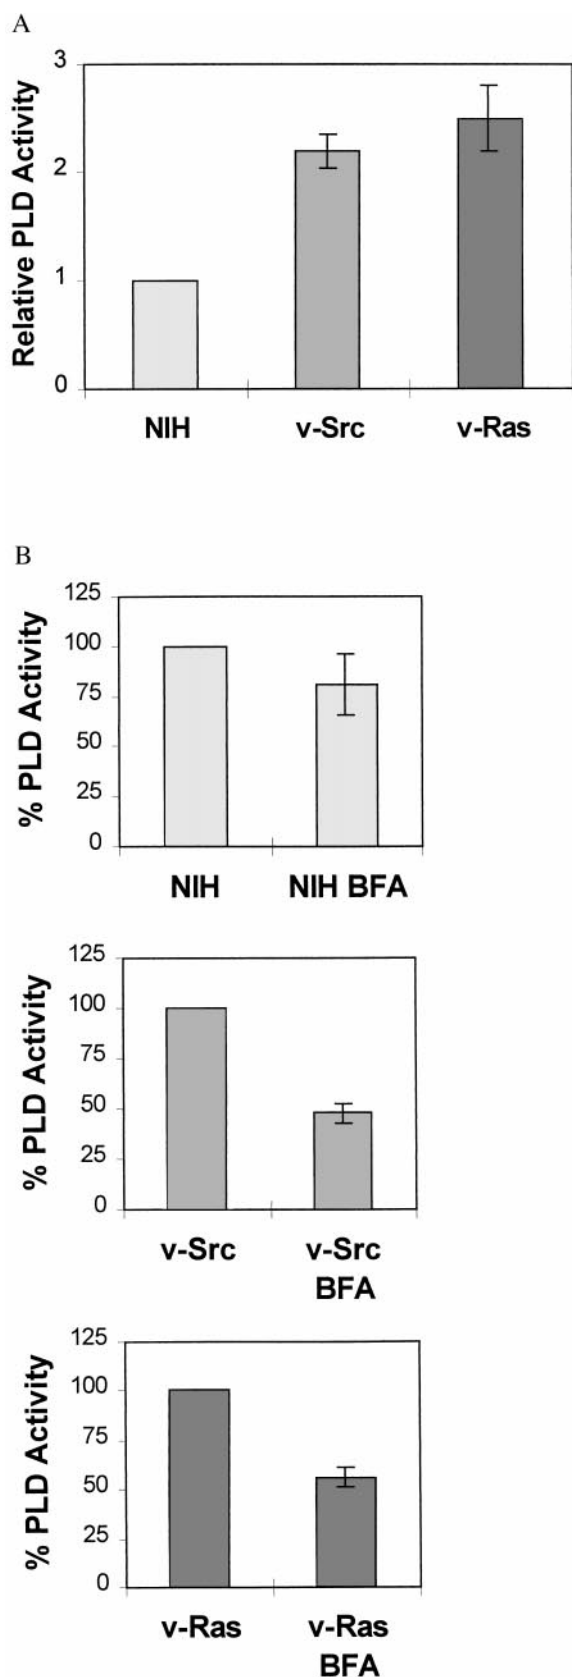 A
Relative PLD Activity
3
2
1
0
NIH v-Src v-Ras
B
% PLD Activity
125
100
75
50
25
0
NIH NIH BFA
% PLD Activity
125
100
75
50
25
0
v-Src v-Src
BFA
% PLD Activity
125
100
75
50
25
0
v-Ras v-Ras
BFA